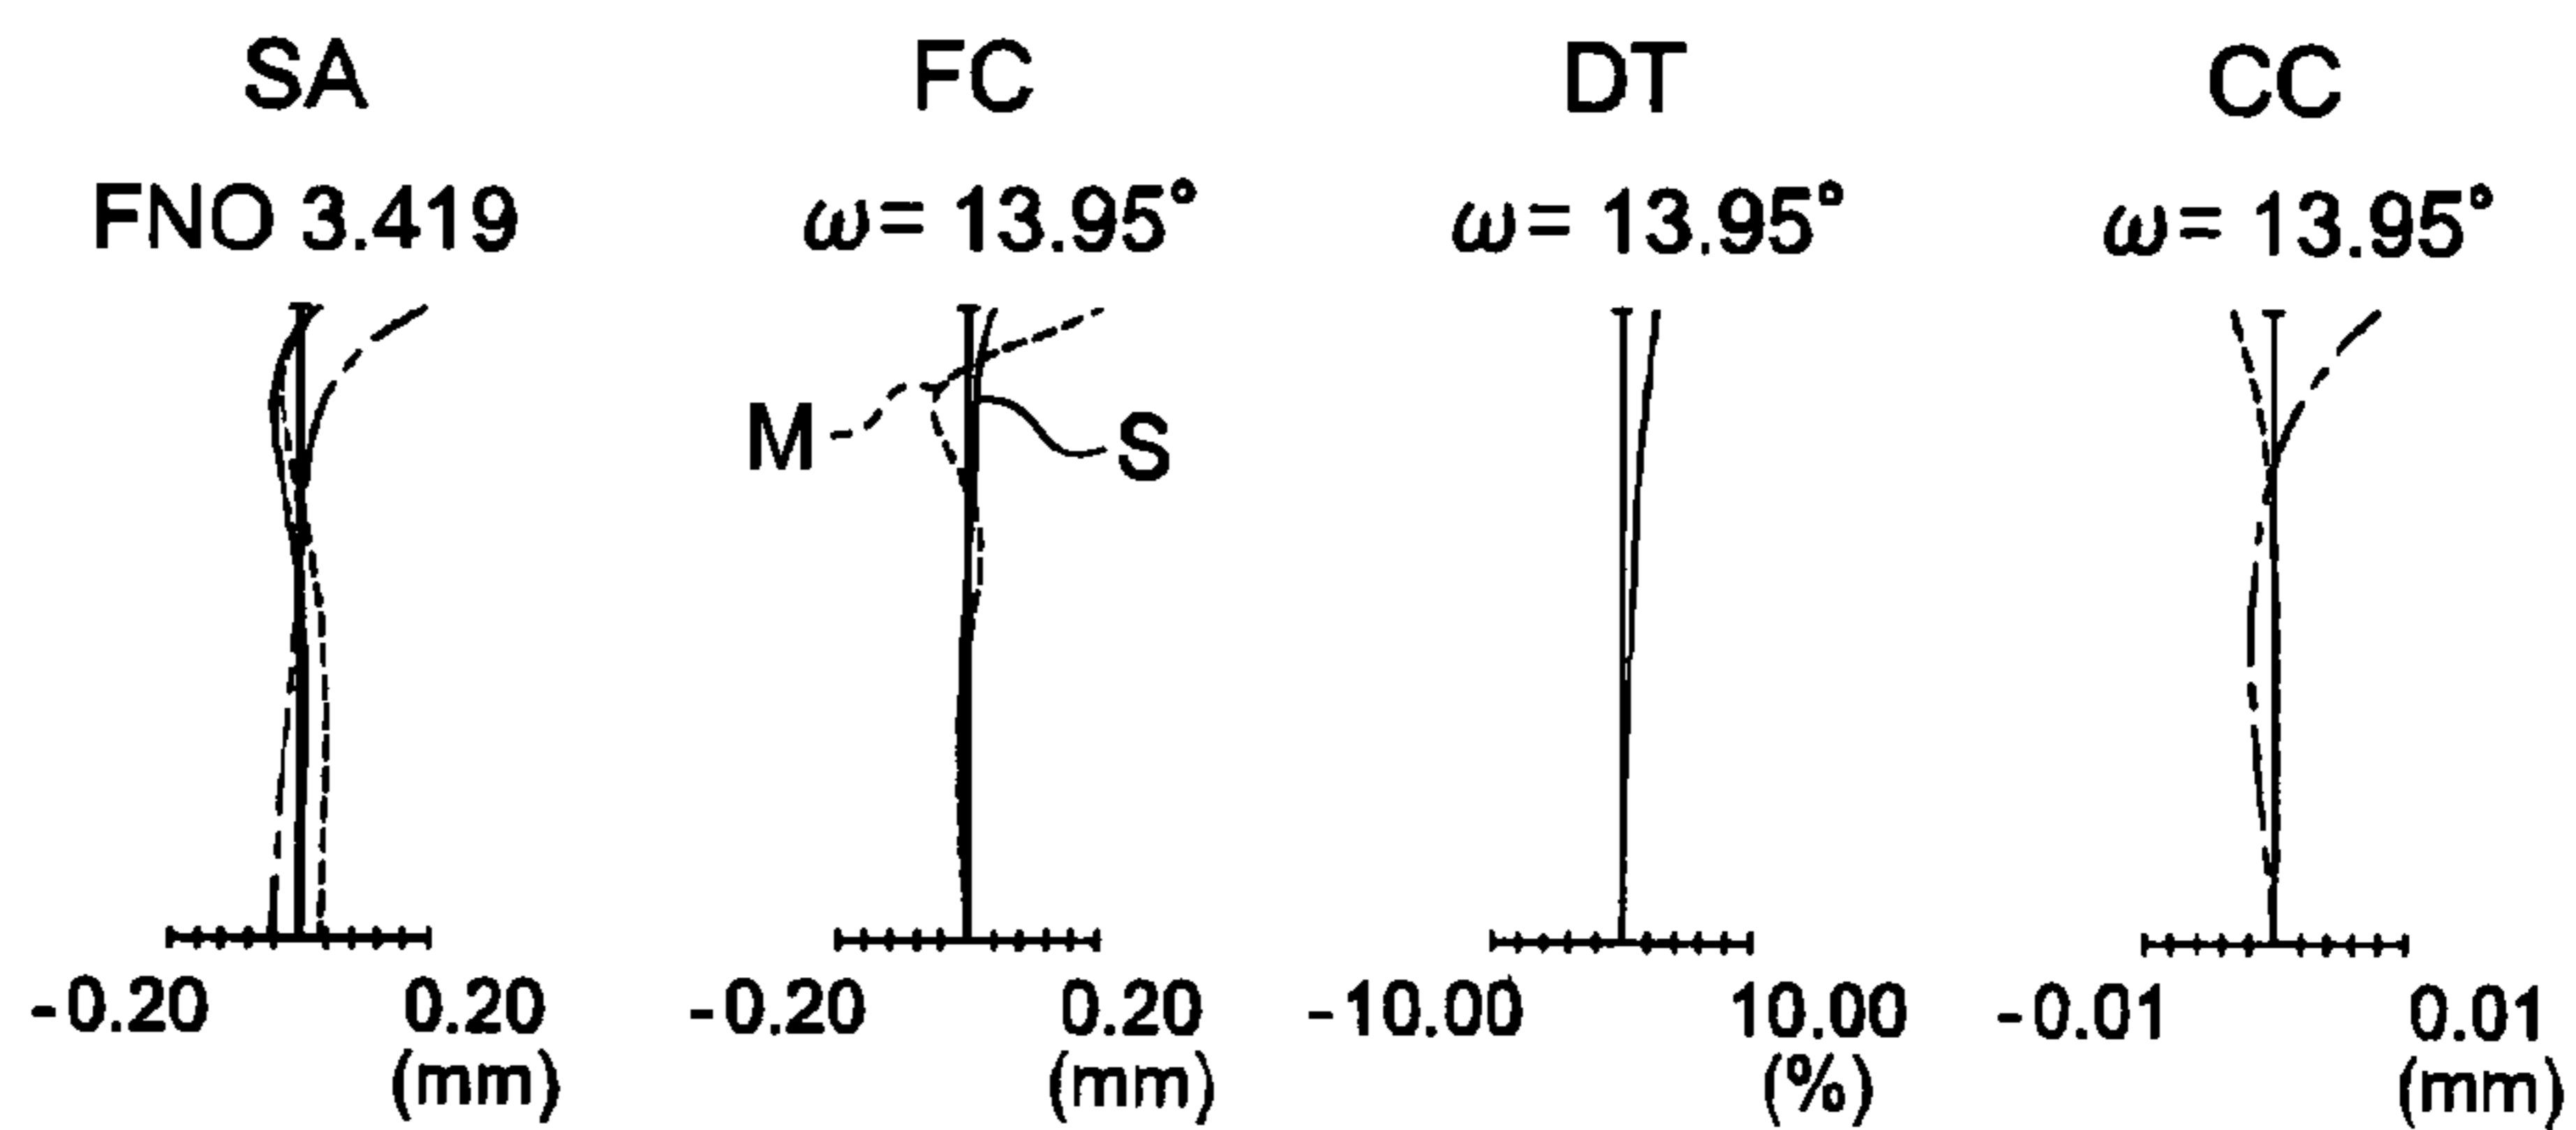 SA FC DT CC
FNO 3.419 ω= 13.95° ω= 13.95° ω= 13.95°
M S
-0.20 0.20 -0.20 0.20 -10.00 10.00 -0.01 0.01
(mm) (mm) (%) (mm)